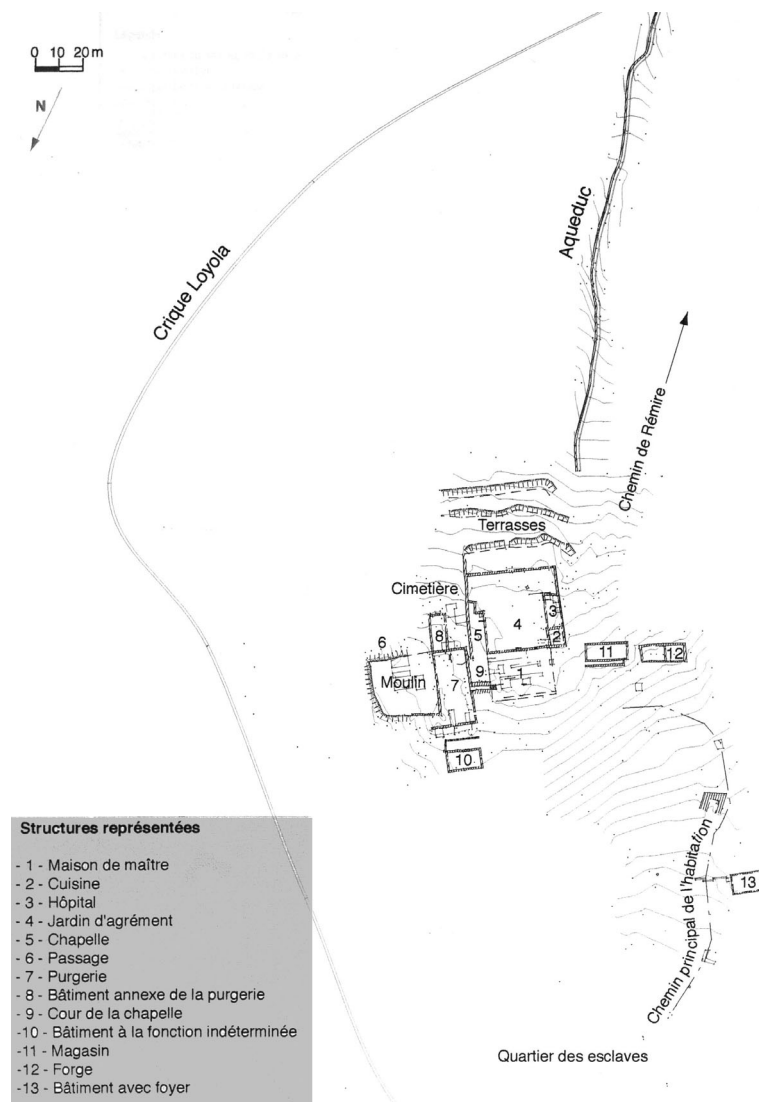 0 10 20 m
N
Crique Loyola
Aqueduc
Chemin de Rémire
Terrasses
Cimetière
3
6
8
5
4
2
11
12
Moulin
7
9
1
10
13
Chemin principal de l'habitation
Quartier des esclaves
Structures représentées
- 1 - Maison de maître
- 2 - Cuisine
- 3 - Hôpital
- 4 - Jardin d'agrément
- 5 - Chapelle
- 6 - Passage
- 7 - Purgerie
- 8 - Bâtiment annexe de la purgerie
- 9 - Cour de la chapelle
-10 - Bâtiment à la fonction indéterminée
-11 - Magasin
-12 - Forge
-13 - Bâtiment avec foyer